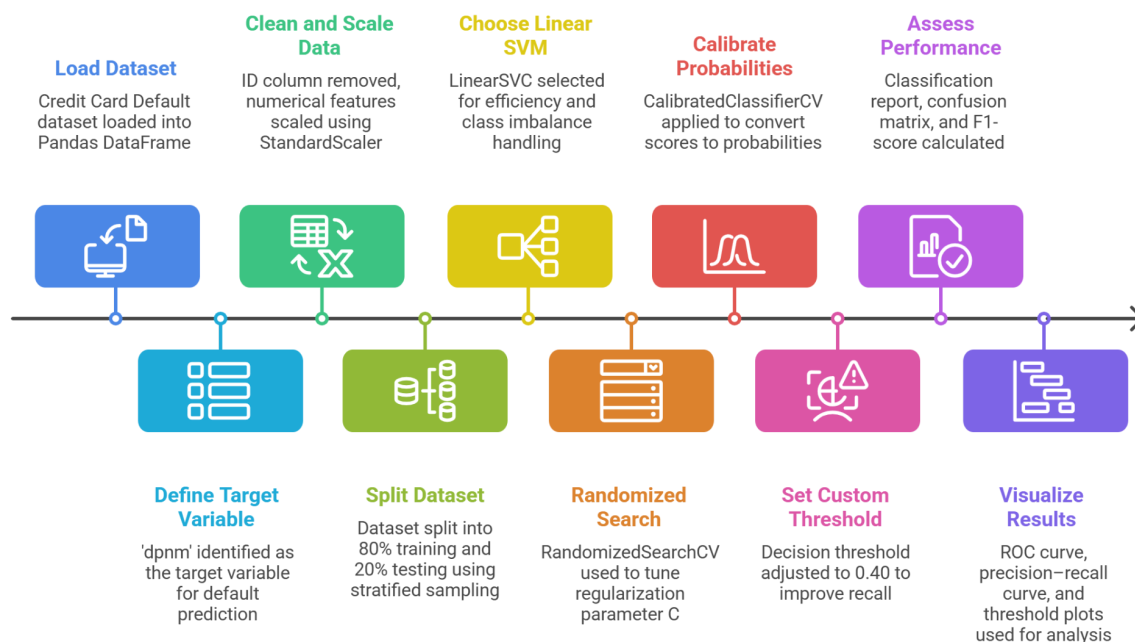 Load Dataset
Credit Card Default
dataset loaded into
Pandas DataFrame
Define Target
Variable
'dpnm' identified as
the target variable
for default
prediction
Clean and Scale
Data
ID column removed,
numerical features
scaled using
StandardScaler
Split Dataset
Dataset split into
80% training and
20% testing using
stratified sampling
Choose Linear
SVM
LinearSVC selected
for efficiency and
class imbalance
handling
Randomized
Search
RandomizedSearchCV
used to tune
regularization
parameter C
Calibrate
Probabilities
CalibratedClassifierCV
applied to convert
scores to probabilities
Set Custom
Threshold
Decision threshold
adjusted to 0.40 to
improve recall
Assess
Performance
Classification
report, confusion
matrix, and F1-
score calculated
Visualize
Results
ROC curve,
precision–recall
curve, and
threshold plots
used for analysis